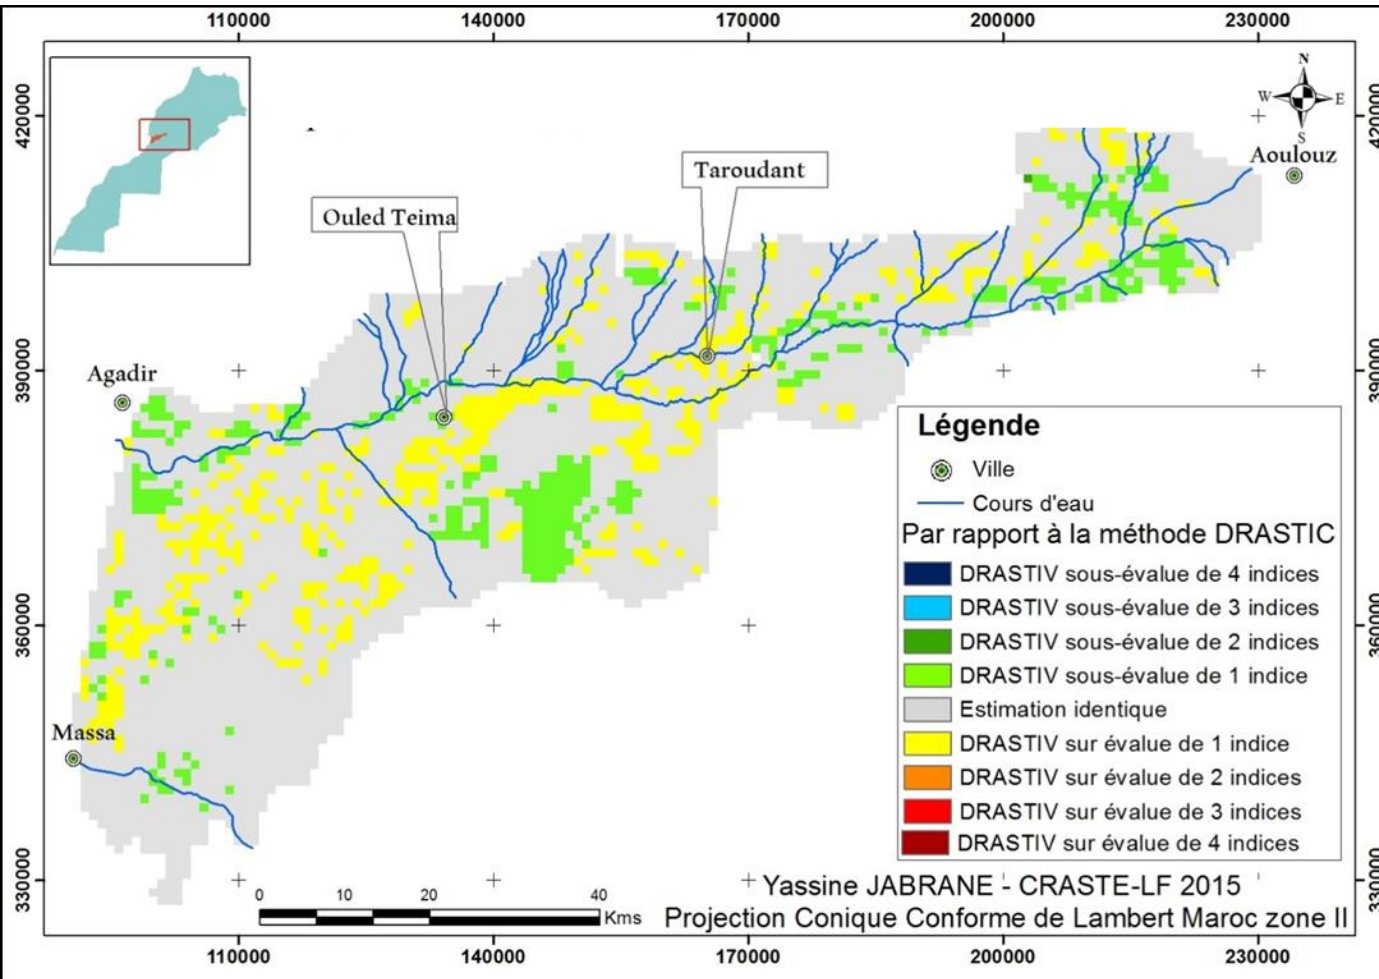 110000 140000 170000 200000 230000
420000 420000
N
W E
S
Aoulouz
Taroudant
Ouled Teima
390000 390000
Agadir
Légende
Ville
Cours d'eau
Par rapport à la méthode DRASTIC
DRASTIV sous-évalue de 4 indices
DRASTIV sous-évalue de 3 indices
360000 360000
DRASTIV sous-évalue de 2 indices
DRASTIV sous-évalue de 1 indice
Estimation identique
Massa
DRASTIV sur évalue de 1 indice
DRASTIV sur évalue de 2 indices
DRASTIV sur évalue de 3 indices
DRASTIV sur évalue de 4 indices
330000 330000
0 10 20 40
Kms
Yassine JABRANE - CRASTE-LF 2015
Projection Conique Conforme de Lambert Maroc zone II
110000 140000 170000 200000 230000